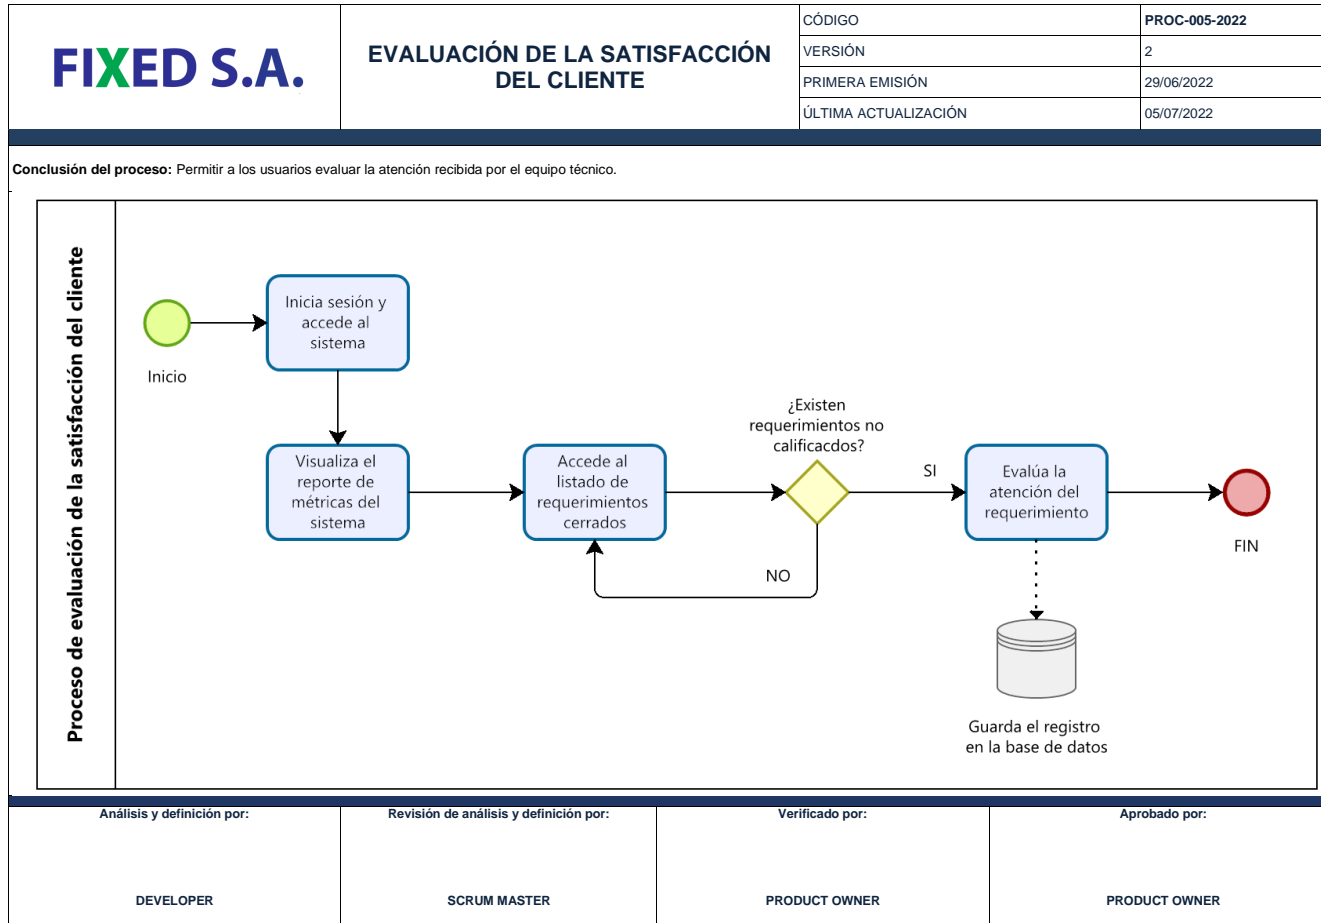 FIXED S.A.
EVALUACIÓN DE LA SATISFACCIÓN
DEL CLIENTE
CÓDIGO PROC-005-2022
VERSIÓN 2
PRIMERA EMISIÓN 29/06/2022
ÚLTIMA ACTUALIZACIÓN 05/07/2022
Conclusión del proceso: Permitir a los usuarios evaluar la atención recibida por el equipo técnico.
Proceso de evaluación de la satisfacción del cliente
Inicio
Inicia sesión y
accede al
sistema
Visualiza el
reporte de
métricas del
sistema
Accede al
listado de
requerimientos
cerrados
¿Existen
requerimientos no
calificacdos?
SI
NO
Evalúa la
atención del
requerimiento
FIN
Guarda el registro
en la base de datos
Análisis y definición por:
DEVELOPER
Revisión de análisis y definición por:
SCRUM MASTER
Verificado por:
PRODUCT OWNER
Aprobado por:
PRODUCT OWNER